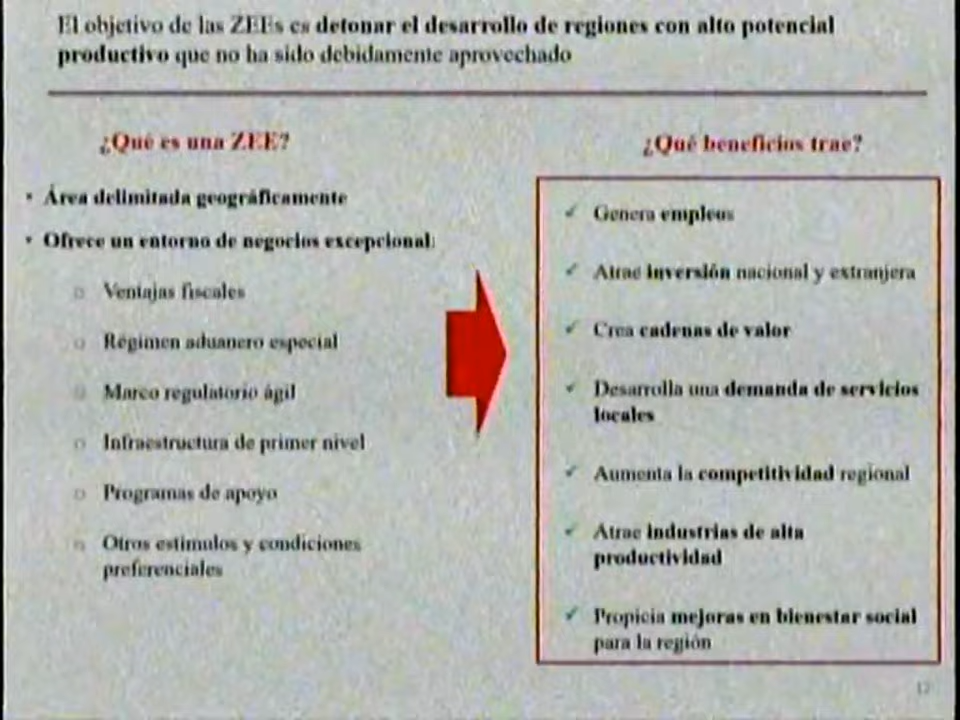 El objetivo de las ZEEs es detonar el desarrollo de regiones con alto potencial
productivo que no ha sido debidamente aprovechado
¿Qué es una ZEE?
• Área delimitada geográficamente
• Ofrece un entorno de negocios excepcional:
o Ventajas fiscales
o Régimen aduanero especial
o Marco regulatorio ágil
o Infraestructura de primer nivel
o Programas de apoyo
o Otros estímulos y condiciones
preferenciales
¿Qué beneficios trae?
✓ Genera empleos
✓ Atrae inversión nacional y extranjera
✓ Crea cadenas de valor
✓ Desarrolla una demanda de servicios
locales
✓ Aumenta la competitividad regional
✓ Atrae industrias de alta
productividad
✓ Propicia mejoras en bienestar social
para la región